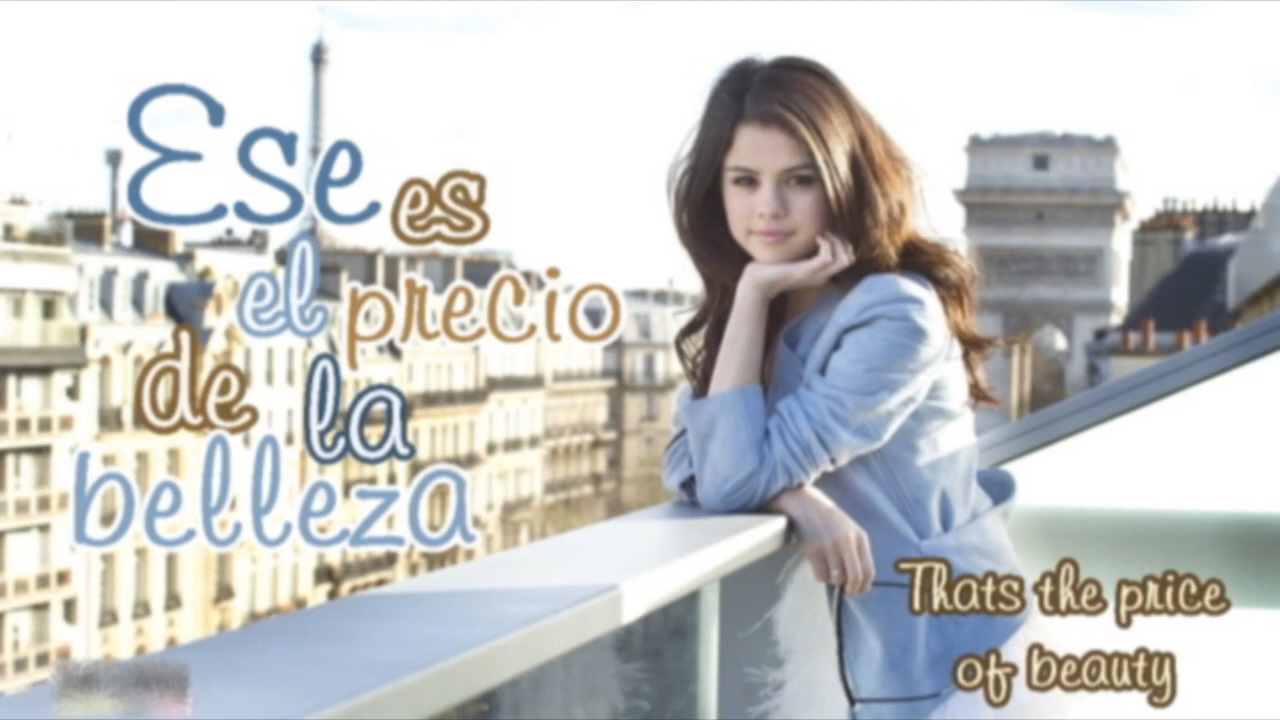 Ese es
el precio
de la
belleza
Thats the price
of beauty